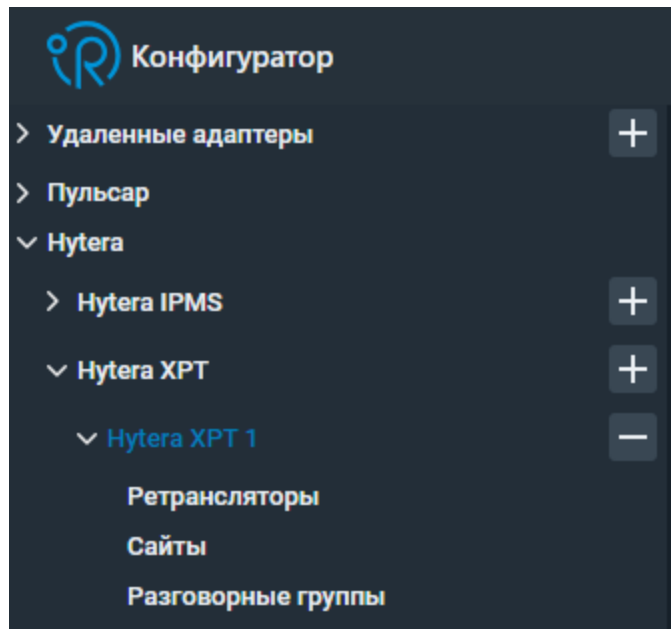 Конфигуратор
Удаленные адаптеры
Пульсар
Hytera
Hytera IPMS
Hytera XPT
Hytera XPT 1
Ретрансляторы
Сайты
Разговорные группы